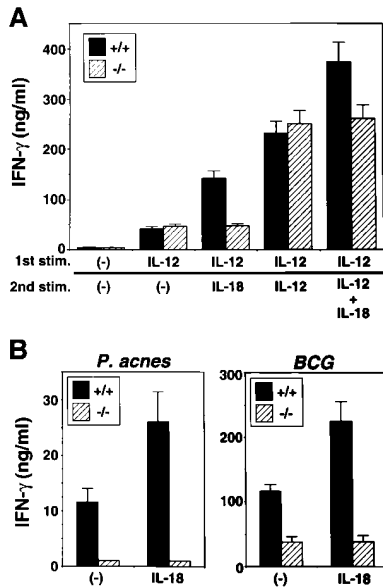 A
IFN-γ (ng/ml)
400
300
200
100
0
+/+
-/-
1st stim. (-) IL-12 IL-12 IL-12 IL-12
2nd stim. (-) (-) IL-18 IL-12 IL-12 + IL-18
B
P. acnes
BCG
IFN-γ (ng/ml)
30
20
10
0
+/+
-/-
(-) IL-18
300
200
100
0
+/+
-/-
(-) IL-18